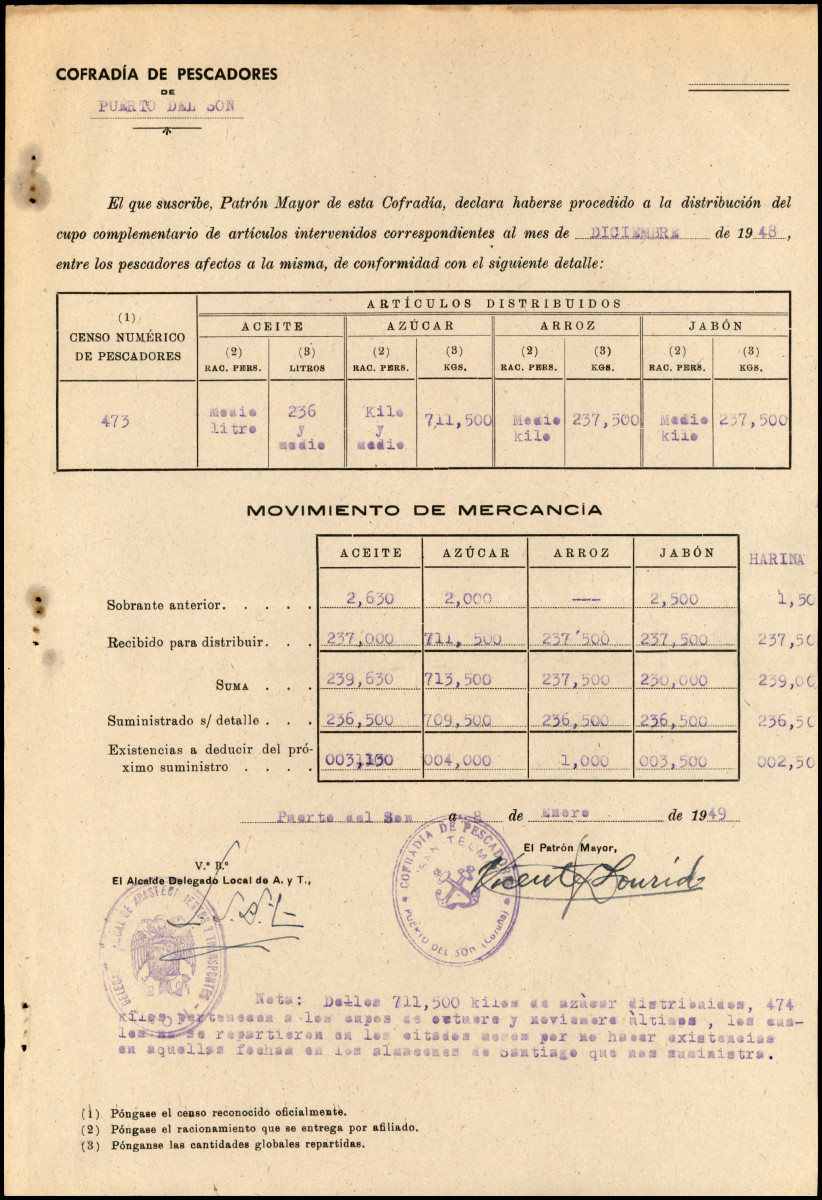 COFRADÍA DE PESCADORES
DE
PUERTO DEL SON
El que suscribe, Patrón Mayor de esta Cofradía, declara haberse procedido a la distribución del
cupo complementario de artículos intervenidos correspondientes al mes de DICIEMBRE de 1948,
entre los pescadores afectos a la misma, de conformidad con el siguiente detalle:
(1) CENSO NUMÉRICO DE PESCADORES
ARTÍCULOS DISTRIBUIDOS
ACEITE AZÚCAR ARROZ JABÓN
(2) (3) (2) (3) (2) (3) (2) (3)
RAC. PERS. LITROS RAC. PERS. KGS. RAC. PERS. KGS. RAC. PERS. KGS.
473 Medio 236 Kilo 711,500 Medio 237,500 Medio 237,500
litro y y kilo kilo
medio medio
MOVIMIENTO DE MERCANCÍA
ACEITE AZÚCAR ARROZ JABÓN HARINA
Sobrante anterior. . . . . 2,630 2,000 --- 2,500 1,50
Recibido para distribuir. . . 237,000 711, 500 237'500 237,500 237,50
SUMA . . . 239,630 713,500 237,500 230,000 239,00
Suministrado s/ detalle . . . 236,500 709,500 236,500 236,500 236,50
Existencias a deducir del pró-
ximo suministro . . . . 003,130 004,000 1,000 003,500 002,50
Puerto del Son a 8 de Enero de 1949
V.º B.º
El Alcalde Delegado Local de A. y T.,
El Patrón Mayor,
Vicente Lourido
COFRADIA DE PESCADORES
SAN TELMO
PUERTO DEL SON (Coruña)
LOCAL DE ABASTECIMIENTOS Y TRANSPORTES
Nota: Delles 711,500 kilos de azùcar distribuidos, 474
kilos pertenecen a los cupos de octubre y noviembre ùltimos, los cua-
les no se repartieron en los citados meses por no haber existencias
en aquellas fechas en los almacenes de Santiago que nos suministra.
(1) Póngase el censo reconocido oficialmente.
(2) Póngase el racionamiento que se entrega por afiliado.
(3) Pónganse las cantidades globales repartidas.